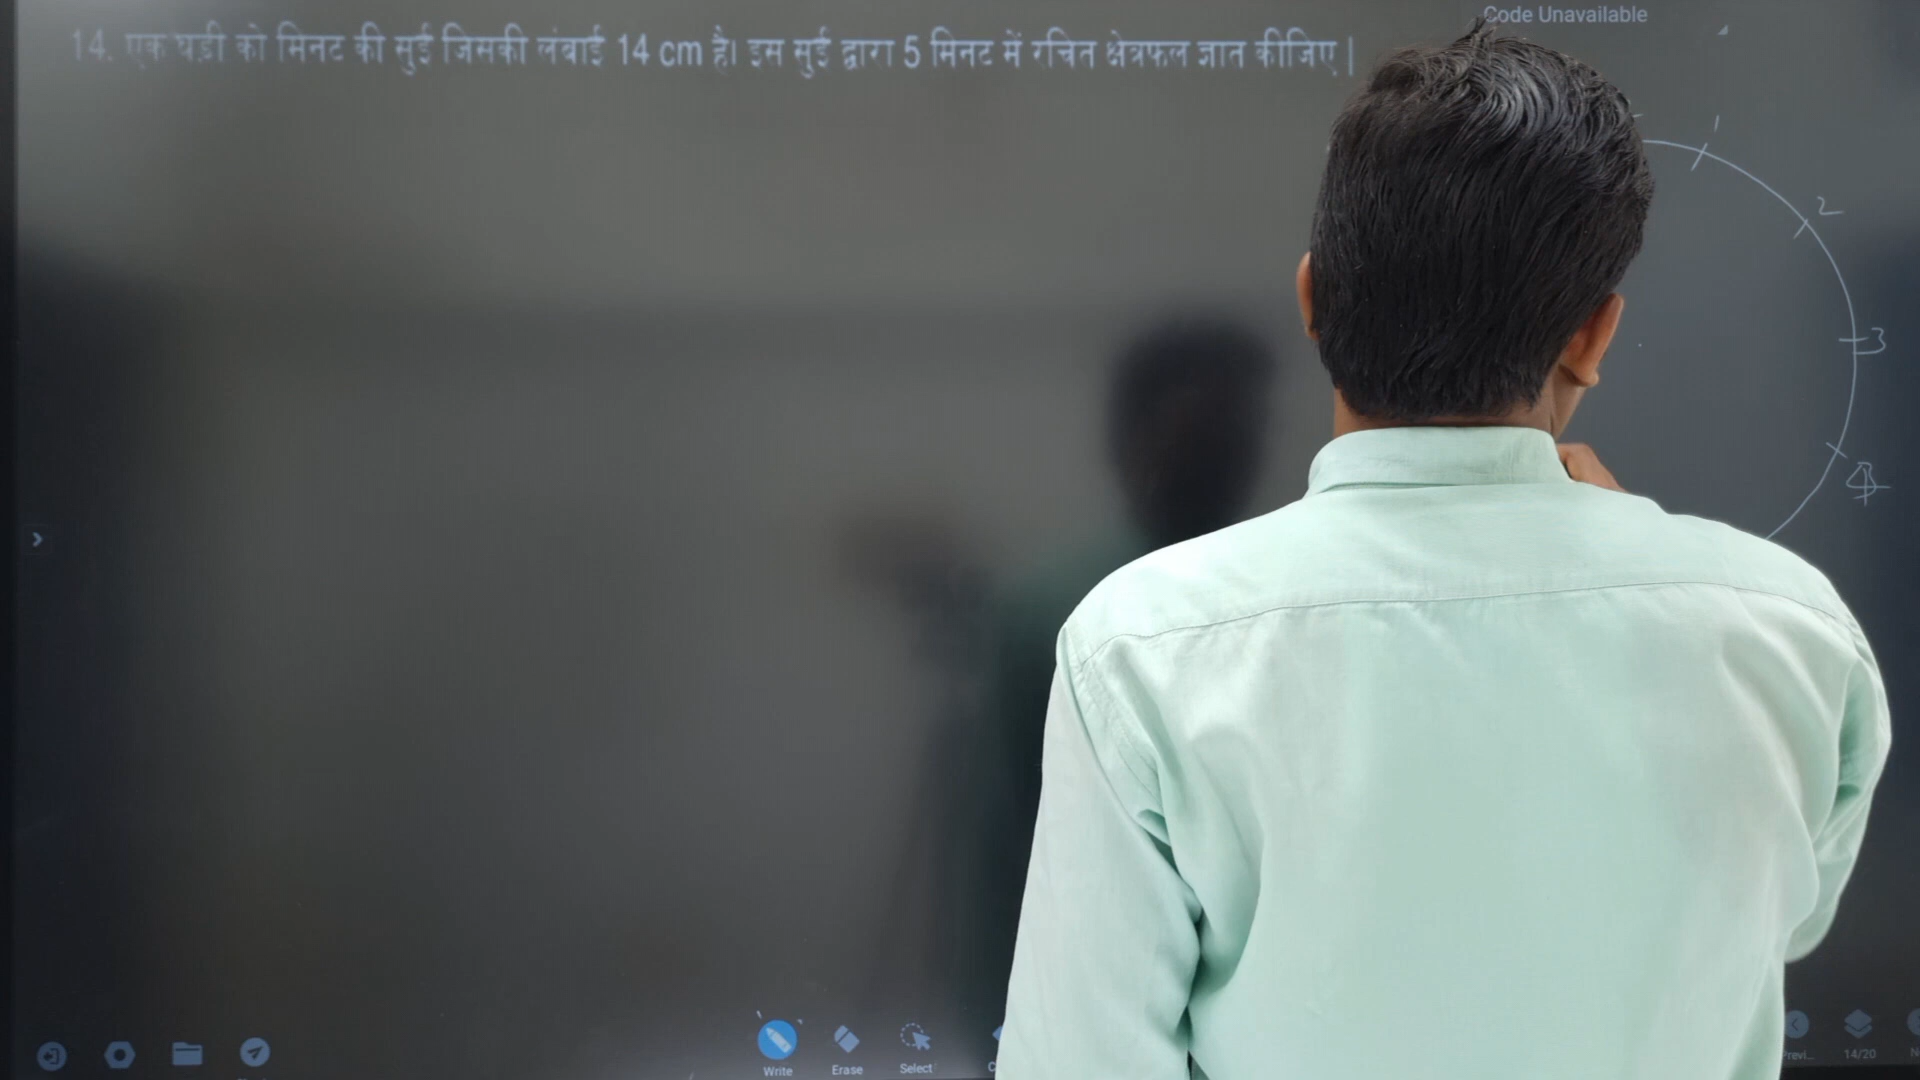 Code Unavailable
14. एक घड़ी को मिनट की सुई जिसकी लंबाई 14 cm है। इस सुई द्वारा 5 मिनट में रचित क्षेत्रफल ज्ञात कीजिए |
1
2
3
4
Write
Erase
Select
Previ...
14/20